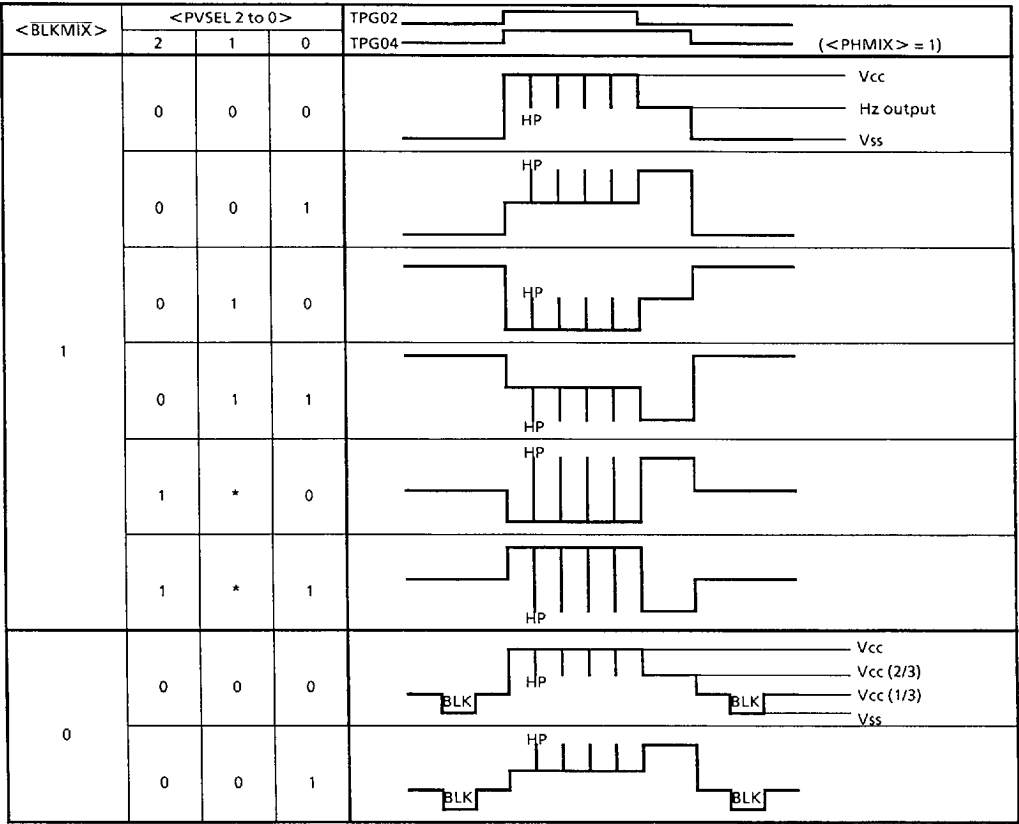 <BLKMIX> <PVSEL 2 to 0> TPG02
2 1 0 TPG04 (<PHMIX> = 1)
1
0 0 0 HP Vcc
Hz output
Vss
0 0 1 HP
0 1 0 HP
0 1 1 HP
1 * 0 HP
1 * 1 HP
0
0 0 0 BLK HP BLK Vcc
Vcc (2/3)
Vcc (1/3)
Vss
0 0 1 BLK HP BLK